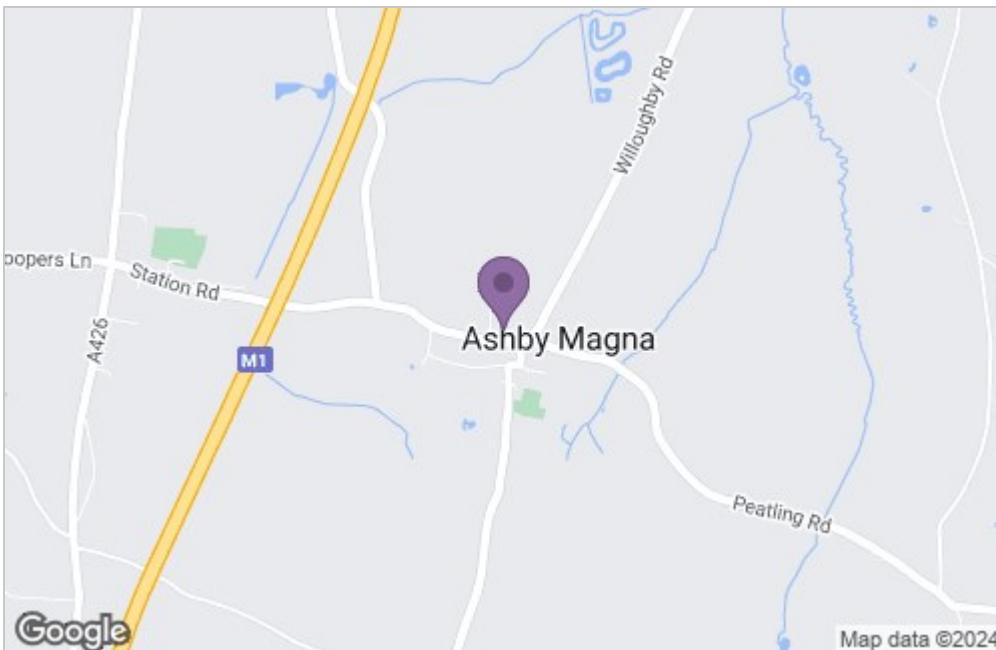 Willoughby Rd
oopers Ln
Station Rd
A426
Ashby Magna
M1
Peatling Rd
Google
Map data ©2024